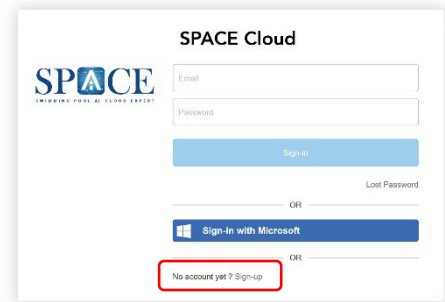 SPACE Cloud
SPACE
SWIMMING POOL AI CLOUD EXPERT
Email
Password
Sign-in
Lost Password
OR
Sign-in with Microsoft
OR
No account yet ? Sign-up